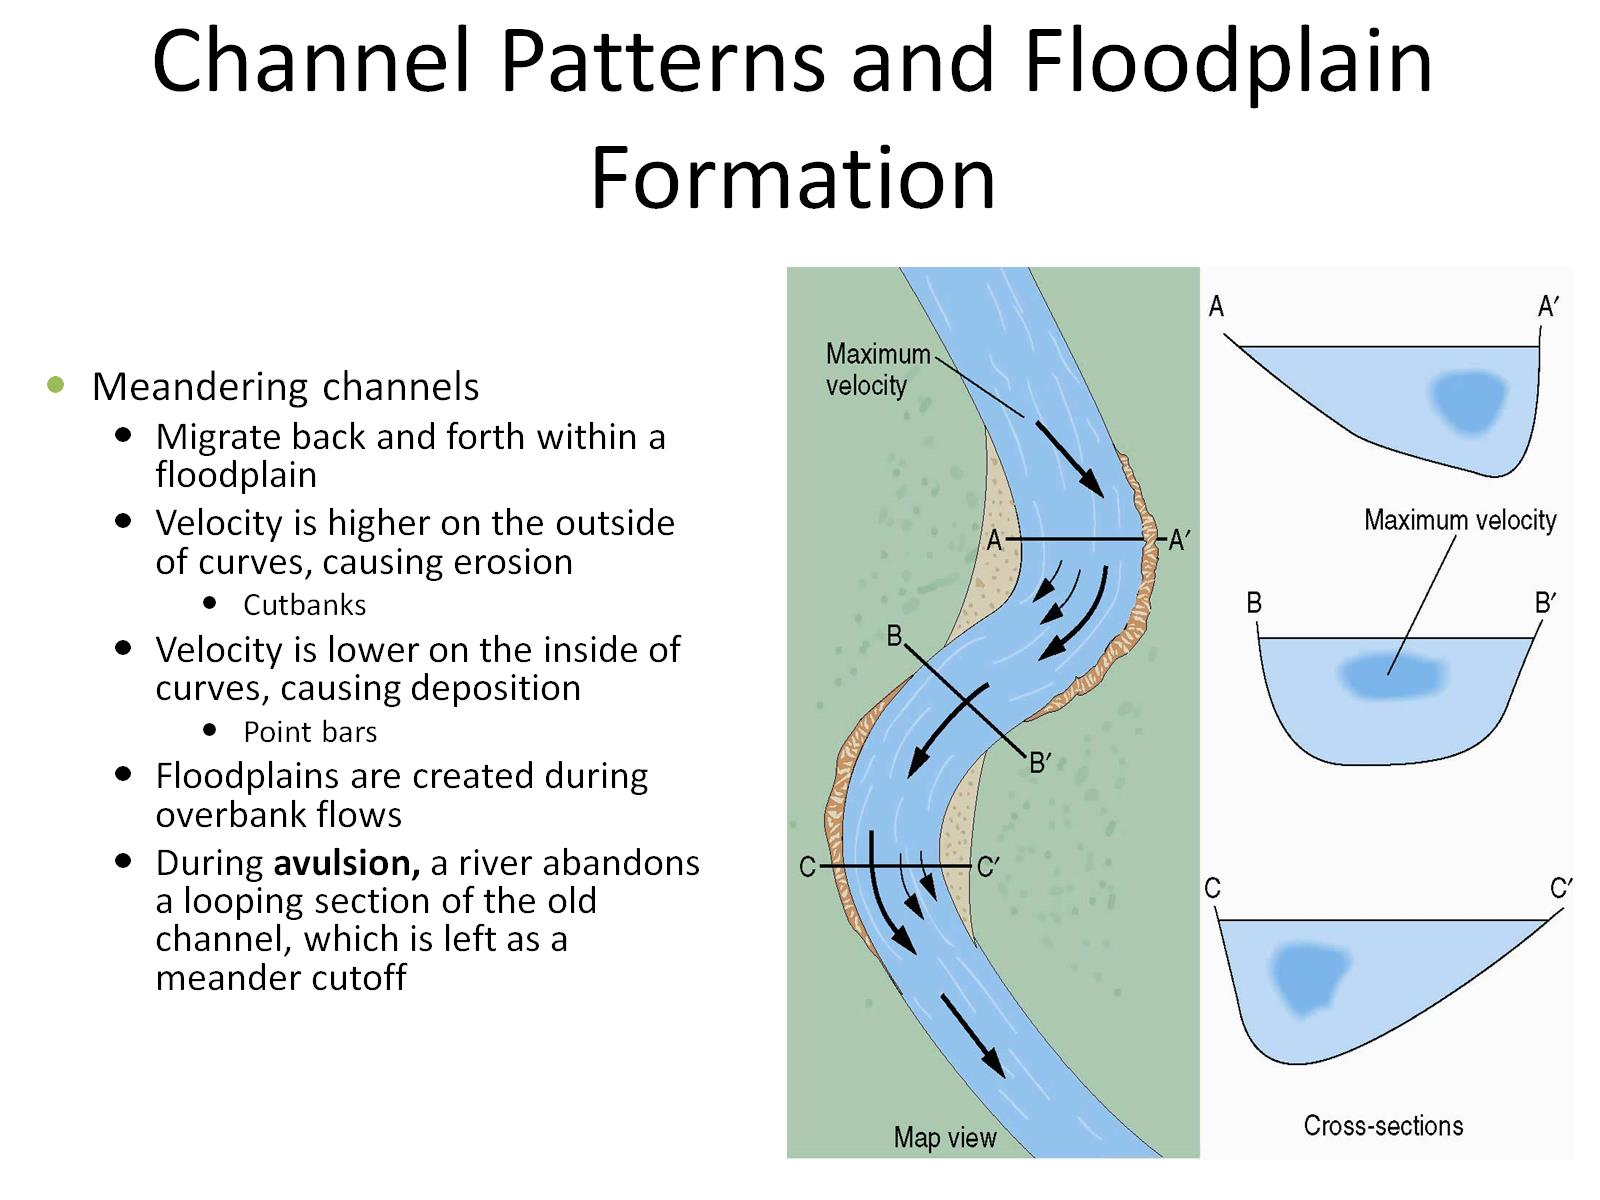 Channel Patterns and Floodplain
Formation
• Meandering channels
• Migrate back and forth within a
floodplain
• Velocity is higher on the outside
of curves, causing erosion
• Cutbanks
• Velocity is lower on the inside of
curves, causing deposition
• Point bars
• Floodplains are created during
overbank flows
• During avulsion, a river abandons
a looping section of the old
channel, which is left as a
meander cutoff
Maximum
velocity
A
A′
B
B′
C
C′
Map view
A
A′
Maximum velocity
B
B′
C
C′
Cross-sections